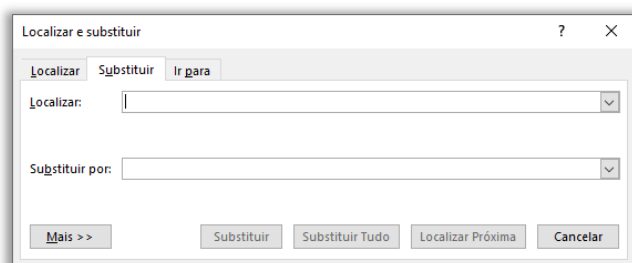 Localizar e substituir ? ×
Localizar Substituir Ir para
Localizar:
Substituir por:
Mais >> Substituir Substituir Tudo Localizar Próxima Cancelar